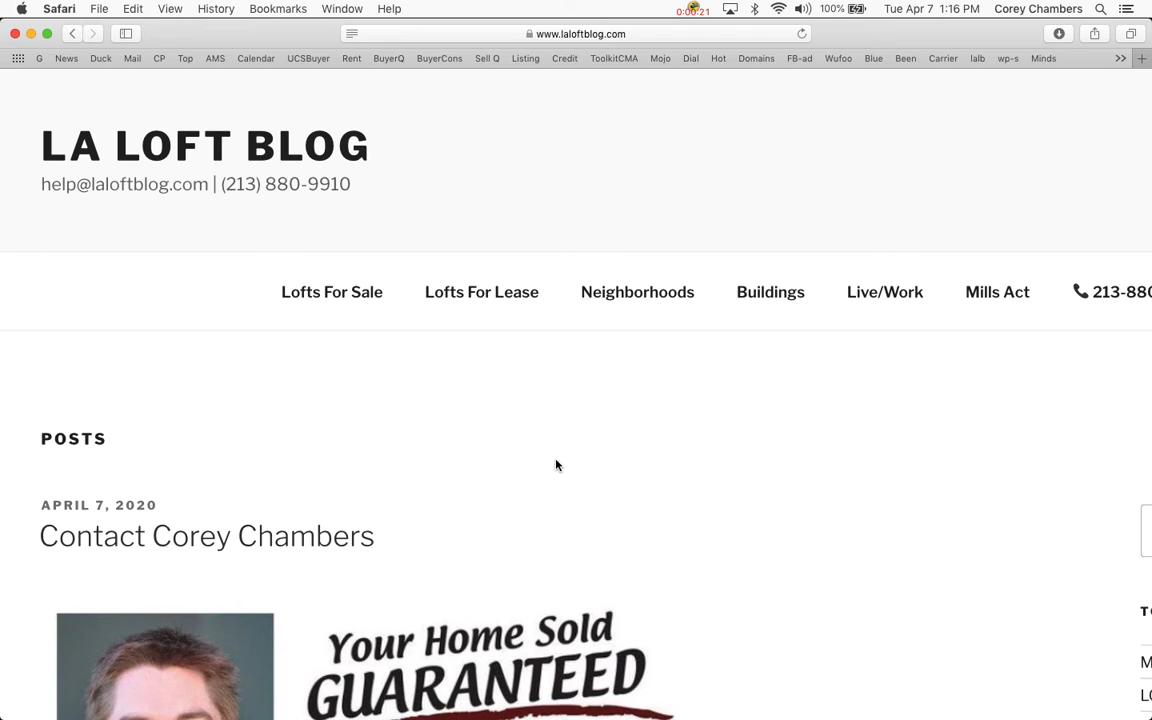 Safari File Edit View History Bookmarks Window Help 0:00:21 100% Tue Apr 7 1:16 PM Corey Chambers
www.laloftblog.com
G News Duck Mail CP Top AMS Calendar UCSBuyer Rent BuyerQ BuyerCons Sell Q Listing Credit ToolkitCMA Mojo Dial Hot Domains FB-ad Wufoo Blue Been Carrier lalb wp-s Minds >> +
LA LOFT BLOG
help@laloftblog.com | (213) 880-9910
Lofts For Sale Lofts For Lease Neighborhoods Buildings Live/Work Mills Act 213-880
POSTS
APRIL 7, 2020
Contact Corey Chambers
Your Home Sold
GUARANTEED